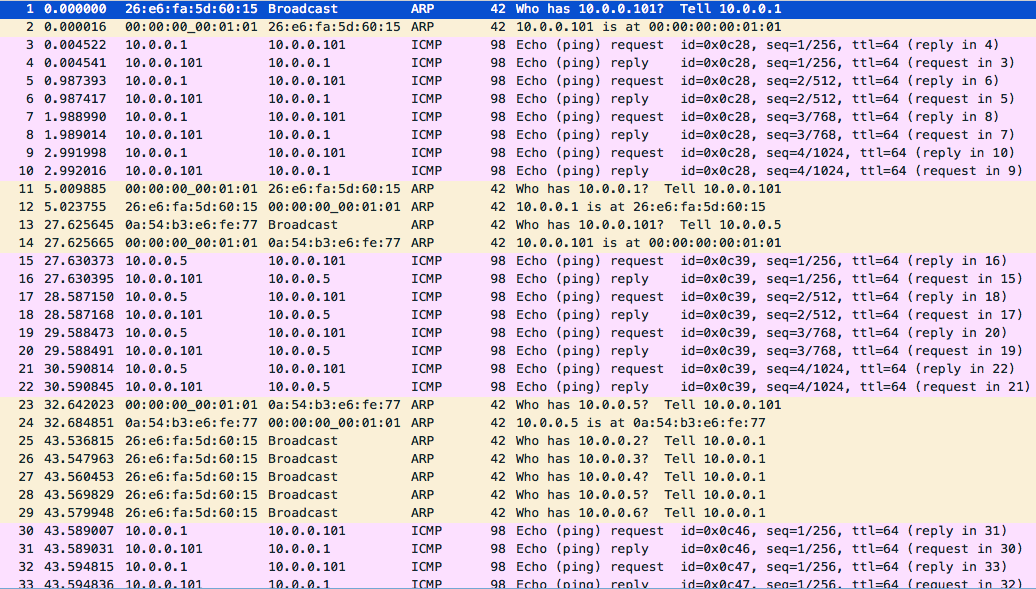 1 0.000000 26:e6:fa:5d:60:15 Broadcast ARP 42 Who has 10.0.0.101? Tell 10.0.0.1
2 0.000016 00:00:00_00:01:01 26:e6:fa:5d:60:15 ARP 42 10.0.0.101 is at 00:00:00:00:01:01
3 0.004522 10.0.0.1 10.0.0.101 ICMP 98 Echo (ping) request id=0x0c28, seq=1/256, ttl=64 (reply in 4)
4 0.004541 10.0.0.101 10.0.0.1 ICMP 98 Echo (ping) reply id=0x0c28, seq=1/256, ttl=64 (request in 3)
5 0.987393 10.0.0.1 10.0.0.101 ICMP 98 Echo (ping) request id=0x0c28, seq=2/512, ttl=64 (reply in 6)
6 0.987417 10.0.0.101 10.0.0.1 ICMP 98 Echo (ping) reply id=0x0c28, seq=2/512, ttl=64 (request in 5)
7 1.988990 10.0.0.1 10.0.0.101 ICMP 98 Echo (ping) request id=0x0c28, seq=3/768, ttl=64 (reply in 8)
8 1.989014 10.0.0.101 10.0.0.1 ICMP 98 Echo (ping) reply id=0x0c28, seq=3/768, ttl=64 (request in 7)
9 2.991998 10.0.0.1 10.0.0.101 ICMP 98 Echo (ping) request id=0x0c28, seq=4/1024, ttl=64 (reply in 10)
10 2.992016 10.0.0.101 10.0.0.1 ICMP 98 Echo (ping) reply id=0x0c28, seq=4/1024, ttl=64 (request in 9)
11 5.009885 00:00:00_00:01:01 26:e6:fa:5d:60:15 ARP 42 Who has 10.0.0.1? Tell 10.0.0.101
12 5.023755 26:e6:fa:5d:60:15 00:00:00_00:01:01 ARP 42 10.0.0.1 is at 26:e6:fa:5d:60:15
13 27.625645 0a:54:b3:e6:fe:77 Broadcast ARP 42 Who has 10.0.0.101? Tell 10.0.0.5
14 27.625665 00:00:00_00:01:01 0a:54:b3:e6:fe:77 ARP 42 10.0.0.101 is at 00:00:00:00:01:01
15 27.630373 10.0.0.5 10.0.0.101 ICMP 98 Echo (ping) request id=0x0c39, seq=1/256, ttl=64 (reply in 16)
16 27.630395 10.0.0.101 10.0.0.5 ICMP 98 Echo (ping) reply id=0x0c39, seq=1/256, ttl=64 (request in 15)
17 28.587150 10.0.0.5 10.0.0.101 ICMP 98 Echo (ping) request id=0x0c39, seq=2/512, ttl=64 (reply in 18)
18 28.587168 10.0.0.101 10.0.0.5 ICMP 98 Echo (ping) reply id=0x0c39, seq=2/512, ttl=64 (request in 17)
19 29.588473 10.0.0.5 10.0.0.101 ICMP 98 Echo (ping) request id=0x0c39, seq=3/768, ttl=64 (reply in 20)
20 29.588491 10.0.0.101 10.0.0.5 ICMP 98 Echo (ping) reply id=0x0c39, seq=3/768, ttl=64 (request in 19)
21 30.590814 10.0.0.5 10.0.0.101 ICMP 98 Echo (ping) request id=0x0c39, seq=4/1024, ttl=64 (reply in 22)
22 30.590845 10.0.0.101 10.0.0.5 ICMP 98 Echo (ping) reply id=0x0c39, seq=4/1024, ttl=64 (request in 21)
23 32.642023 00:00:00_00:01:01 0a:54:b3:e6:fe:77 ARP 42 Who has 10.0.0.5? Tell 10.0.0.101
24 32.684851 0a:54:b3:e6:fe:77 00:00:00_00:01:01 ARP 42 10.0.0.5 is at 0a:54:b3:e6:fe:77
25 43.536815 26:e6:fa:5d:60:15 Broadcast ARP 42 Who has 10.0.0.2? Tell 10.0.0.1
26 43.547963 26:e6:fa:5d:60:15 Broadcast ARP 42 Who has 10.0.0.3? Tell 10.0.0.1
27 43.560453 26:e6:fa:5d:60:15 Broadcast ARP 42 Who has 10.0.0.4? Tell 10.0.0.1
28 43.569829 26:e6:fa:5d:60:15 Broadcast ARP 42 Who has 10.0.0.5? Tell 10.0.0.1
29 43.579948 26:e6:fa:5d:60:15 Broadcast ARP 42 Who has 10.0.0.6? Tell 10.0.0.1
30 43.589007 10.0.0.1 10.0.0.101 ICMP 98 Echo (ping) request id=0x0c46, seq=1/256, ttl=64 (reply in 31)
31 43.589031 10.0.0.101 10.0.0.1 ICMP 98 Echo (ping) reply id=0x0c46, seq=1/256, ttl=64 (request in 30)
32 43.594815 10.0.0.1 10.0.0.101 ICMP 98 Echo (ping) request id=0x0c47, seq=1/256, ttl=64 (reply in 33)
33 43.594836 10.0.0.101 10.0.0.1 ICMP 98 Echo (ping) reply id=0x0c47, seq=1/256, ttl=64 (request in 32)